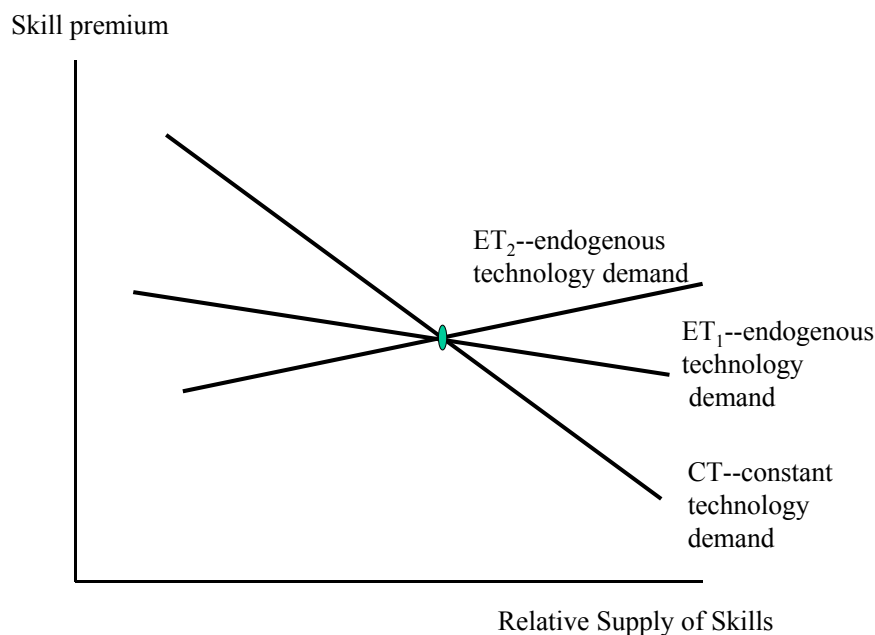 Skill premium
ET₂--endogenous
technology demand
ET₁--endogenous
technology
demand
CT--constant
technology
demand
Relative Supply of Skills